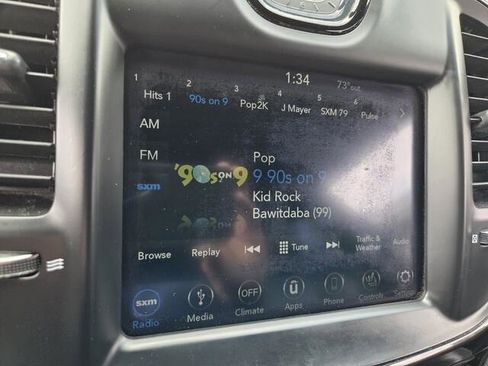 1:34 73° out
1 2 3 4 5 6
Hits 1 90s on 9 Pop2K J Mayer SXM 79 Pulse
AM
FM
sxm
'90s ON 9
Pop
9 90s on 9
Kid Rock
Bawitdaba (99)
Browse Replay Tune Traffic & Weather Audio
sxm OFF
Radio Media Climate Apps Phone Controls Settings